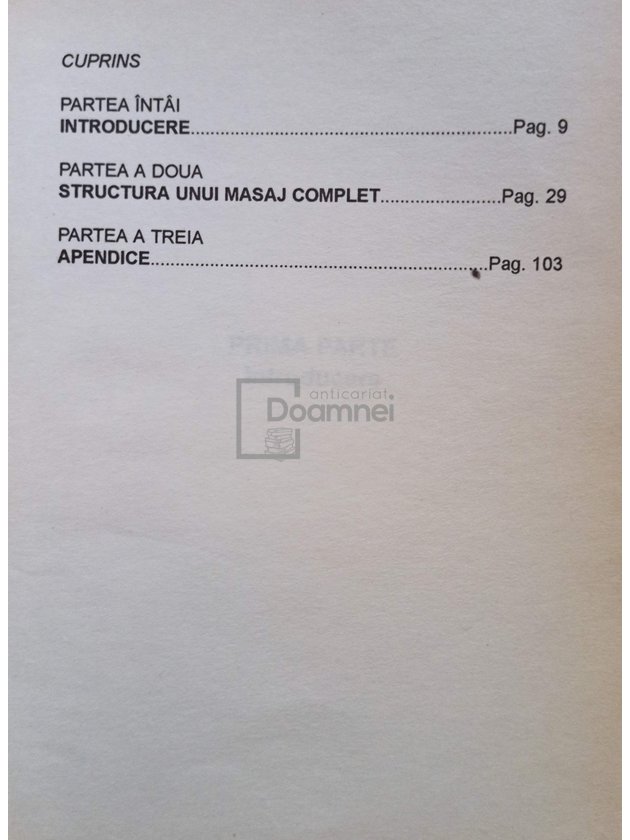 CUPRINS
PARTEA ÎNTÂI
INTRODUCERE................................................................Pag. 9
PARTEA A DOUA
STRUCTURA UNUI MASAJ COMPLET........................Pag. 29
PARTEA A TREIA
APENDICE....................................................................Pag. 103
PRIMA PARTE
anticariat
Doamnei